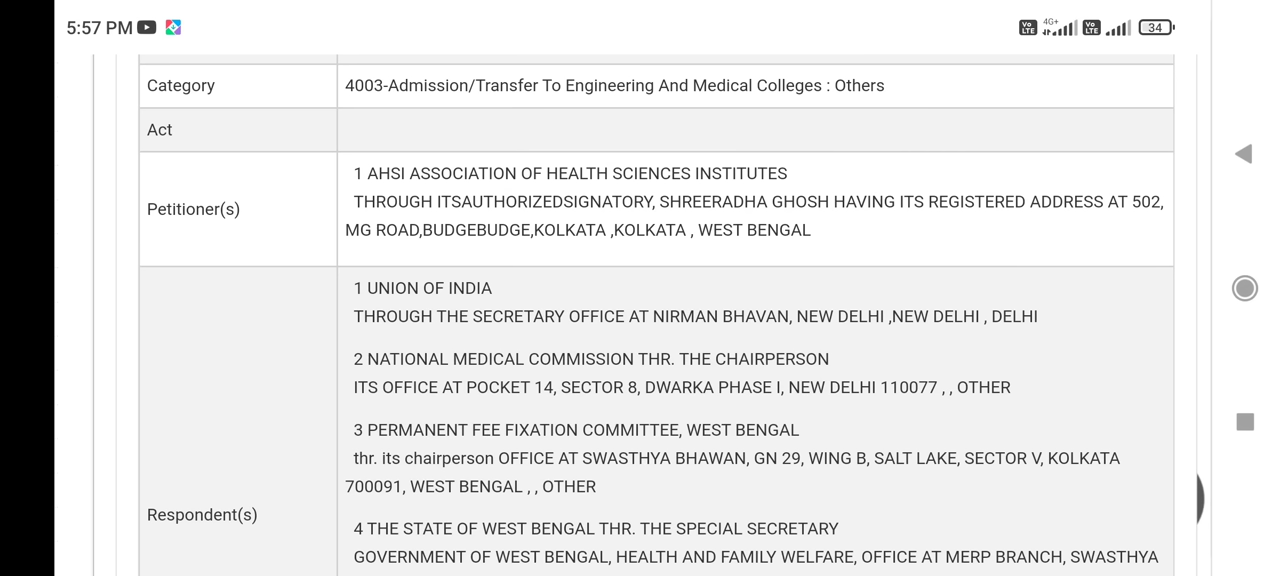 5:57 PM
Vo LTE 4G+ Vo LTE 34
Category 4003-Admission/Transfer To Engineering And Medical Colleges : Others
Act
Petitioner(s)
1 AHSI ASSOCIATION OF HEALTH SCIENCES INSTITUTES
THROUGH ITSAUTHORIZEDSIGNATORY, SHREERADHA GHOSH HAVING ITS REGISTERED ADDRESS AT 502,
MG ROAD,BUDGEBUDGE,KOLKATA ,KOLKATA , WEST BENGAL
Respondent(s)
1 UNION OF INDIA
THROUGH THE SECRETARY OFFICE AT NIRMAN BHAVAN, NEW DELHI ,NEW DELHI , DELHI
2 NATIONAL MEDICAL COMMISSION THR. THE CHAIRPERSON
ITS OFFICE AT POCKET 14, SECTOR 8, DWARKA PHASE I, NEW DELHI 110077 , , OTHER
3 PERMANENT FEE FIXATION COMMITTEE, WEST BENGAL
thr. its chairperson OFFICE AT SWASTHYA BHAWAN, GN 29, WING B, SALT LAKE, SECTOR V, KOLKATA
700091, WEST BENGAL , , OTHER
4 THE STATE OF WEST BENGAL THR. THE SPECIAL SECRETARY
GOVERNMENT OF WEST BENGAL, HEALTH AND FAMILY WELFARE, OFFICE AT MERP BRANCH, SWASTHYA